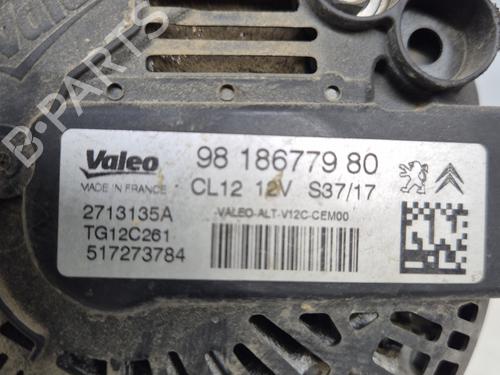 Valeo
B-PARTS
Valeo
98 186779 80
MADE IN FRANCE
CL12 12V S37/17
2713135A
VALEO-ALT-V12C-CEM00
TG12C261
517273784